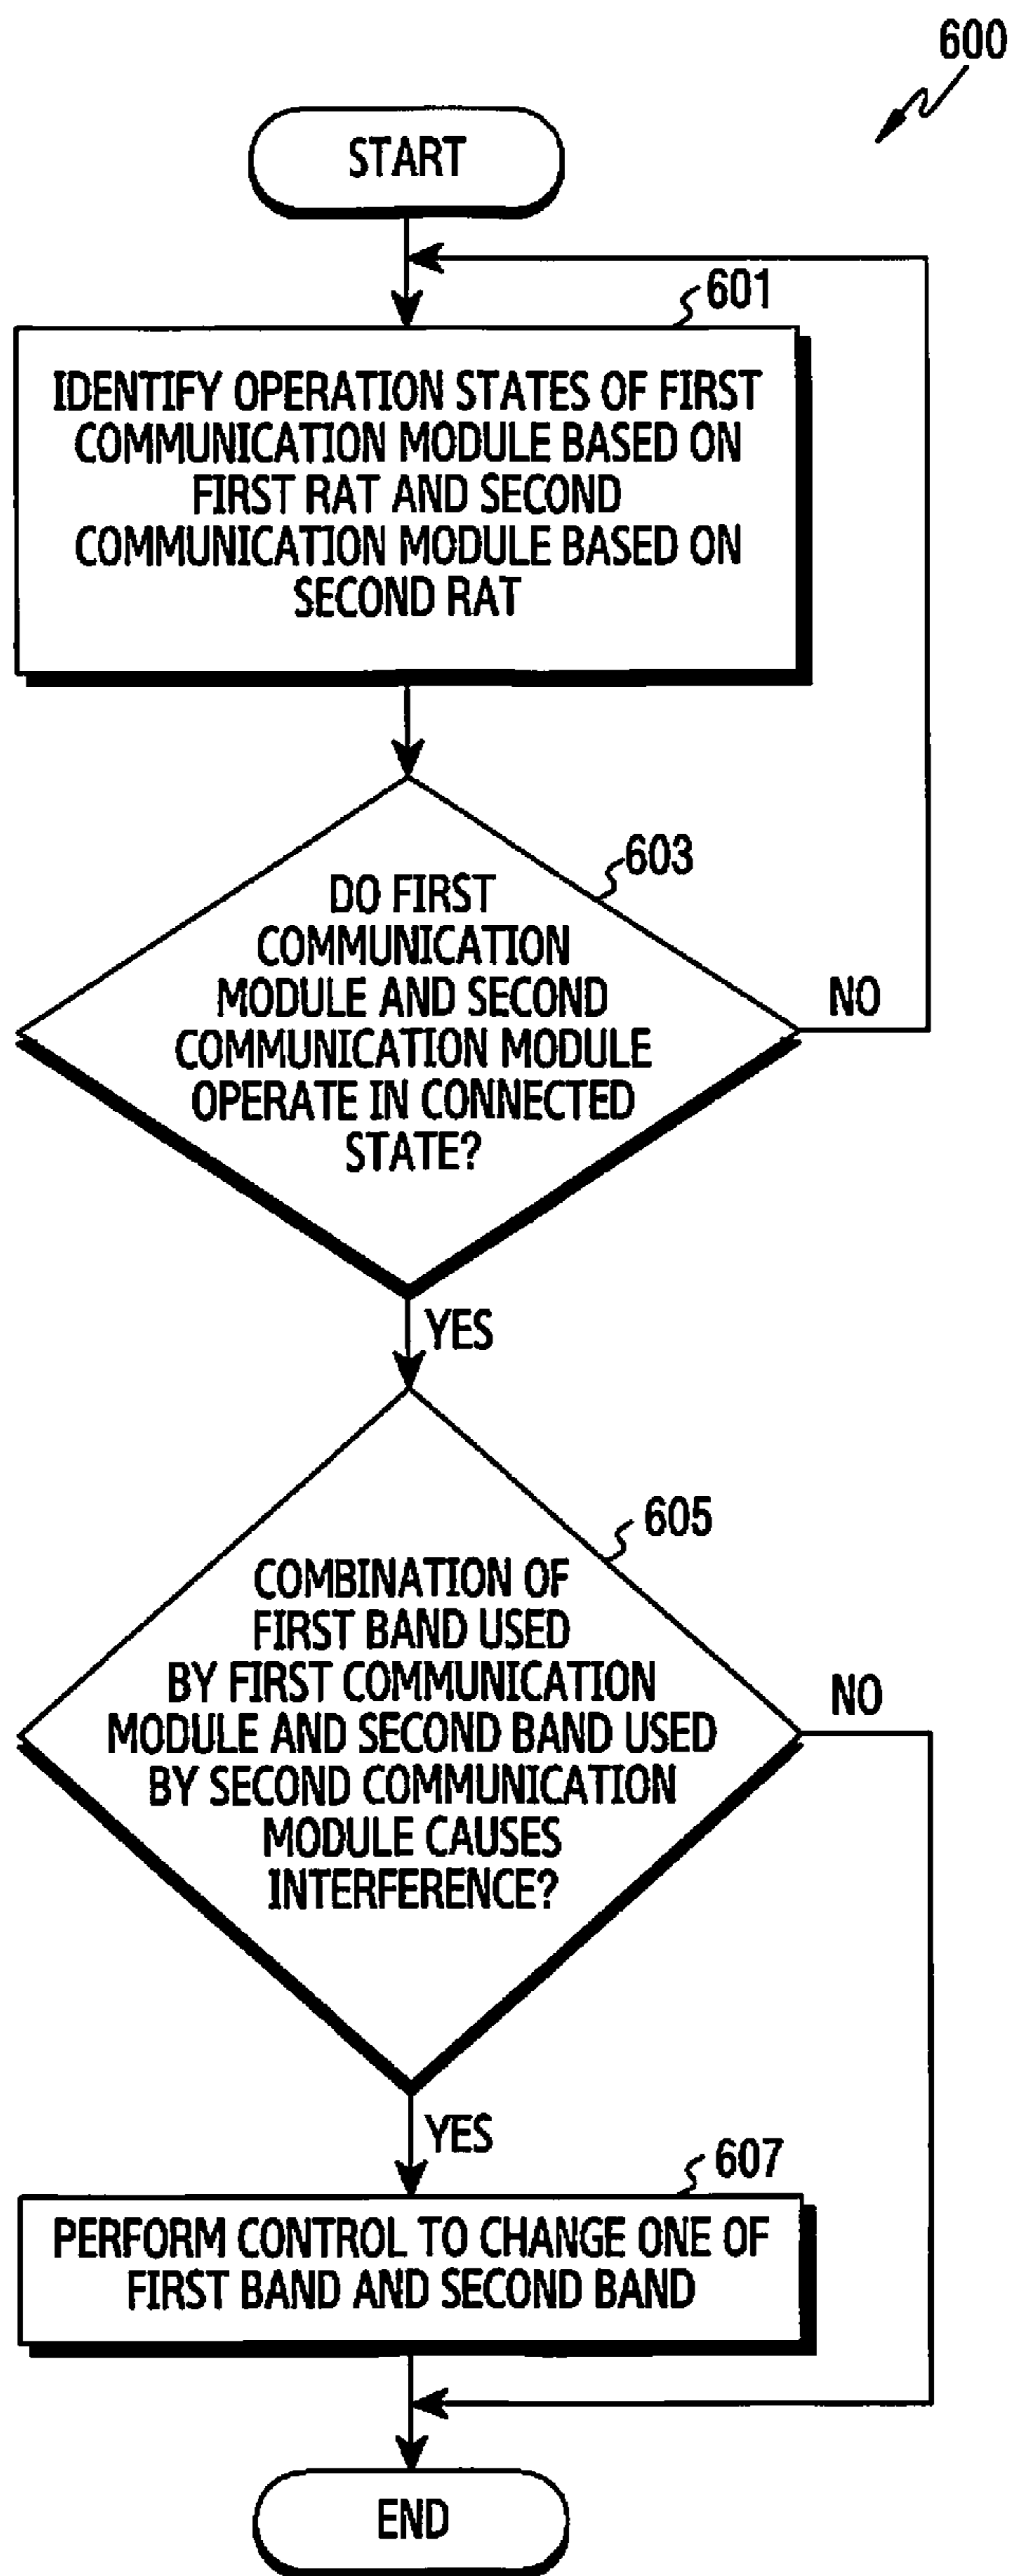 600
START
601
IDENTIFY OPERATION STATES OF FIRST
COMMUNICATION MODULE BASED ON
FIRST RAT AND SECOND
COMMUNICATION MODULE BASED ON
SECOND RAT
603
DO FIRST
COMMUNICATION
MODULE AND SECOND
COMMUNICATION MODULE
OPERATE IN CONNECTED
STATE?
NO
YES
605
COMBINATION OF
FIRST BAND USED
BY FIRST COMMUNICATION
MODULE AND SECOND BAND USED
BY SECOND COMMUNICATION
MODULE CAUSES
INTERFERENCE?
NO
YES
607
PERFORM CONTROL TO CHANGE ONE OF
FIRST BAND AND SECOND BAND
END